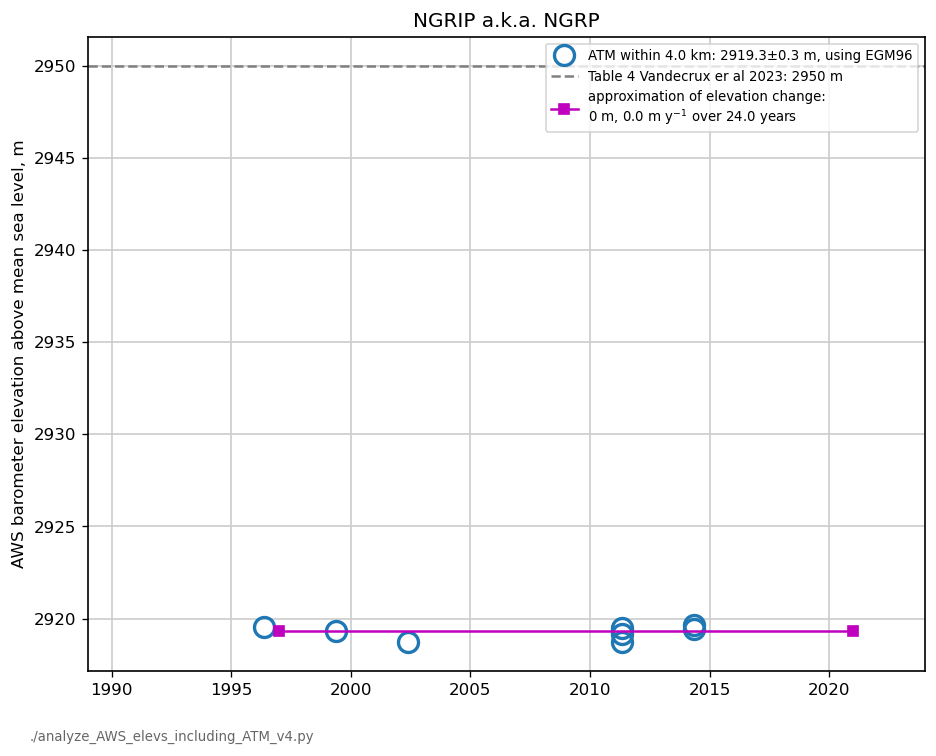 NGRIP a.k.a. NGRP
ATM within 4.0 km: 2919.3±0.3 m, using EGM96
Table 4 Vandecrux er al 2023: 2950 m
approximation of elevation change:
0 m, 0.0 m y⁻¹ over 24.0 years
AWS barometer elevation above mean sea level, m
2950
2945
2940
2935
2930
2925
2920
1990 1995 2000 2005 2010 2015 2020
./analyze_AWS_elevs_including_ATM_v4.py